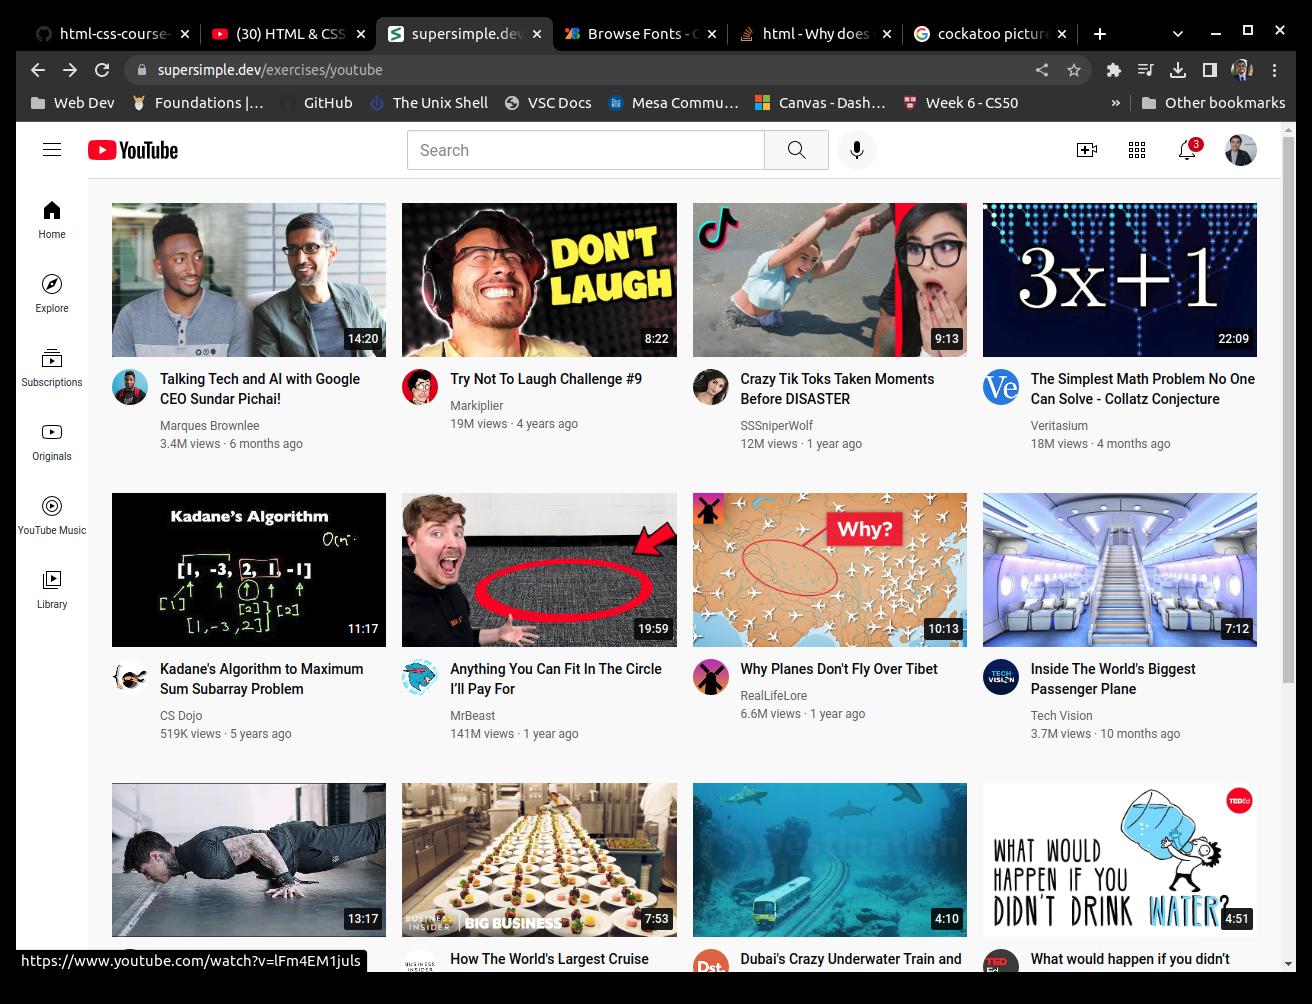 html-css-course-
(30) HTML & CSS
supersimple.dev
Browse Fonts - G
html - Why does
cockatoo picture
supersimple.dev/exercises/youtube
Web Dev
Foundations |...
GitHub
The Unix Shell
VSC Docs
Mesa Commu...
Canvas - Dash...
Week 6 - CS50
»
Other bookmarks
YouTube
Search
3
Home
Explore
Subscriptions
Originals
YouTube Music
Library
14:20
DON'T
LAUGH
8:22
9:13
3x+1
22:09
Talking Tech and AI with Google
CEO Sundar Pichai!
Marques Brownlee
3.4M views · 6 months ago
Try Not To Laugh Challenge #9
Markiplier
19M views · 4 years ago
Crazy Tik Toks Taken Moments
Before DISASTER
SSSniperWolf
12M views · 1 year ago
Ve
The Simplest Math Problem No One
Can Solve - Collatz Conjecture
Veritasium
18M views · 4 months ago
Kadane's Algorithm
[1, -3, 2, 1, -1]
[1]
[2]
[2]
[1,-3,2]
11:17
19:59
Why?
10:13
7:12
Kadane's Algorithm to Maximum
Sum Subarray Problem
CS Dojo
519K views · 5 years ago
Anything You Can Fit In The Circle
I'll Pay For
MrBeast
141M views · 1 year ago
Why Planes Don't Fly Over Tibet
RealLifeLore
6.6M views · 1 year ago
TECH
VISION
Inside The World's Biggest
Passenger Plane
Tech Vision
3.7M views · 10 months ago
13:17
BUSINESS
INSIDER
BIG BUSINESS
7:53
4:10
TEDEd
WHAT WOULD
HAPPEN IF YOU
DIDN'T DRINK WATER?
4:51
https://www.youtube.com/watch?v=lFm4EM1juls
BUSINESS
INSIDER
How The World's Largest Cruise
Dst.
Dubai's Crazy Underwater Train and
TED
Ed
What would happen if you didn't